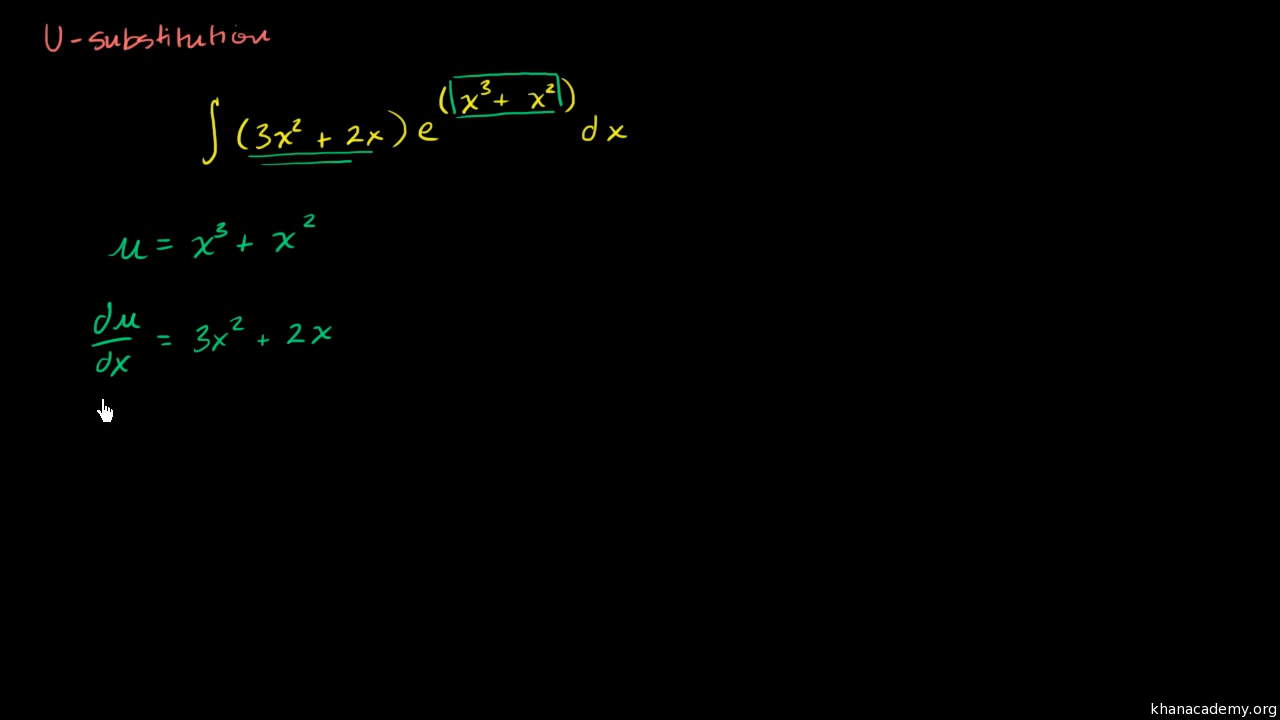 U-substitution
∫ (3x² + 2x) e^(x³ + x²) dx
u = x³ + x²
du/dx = 3x² + 2x
khanacademy.org